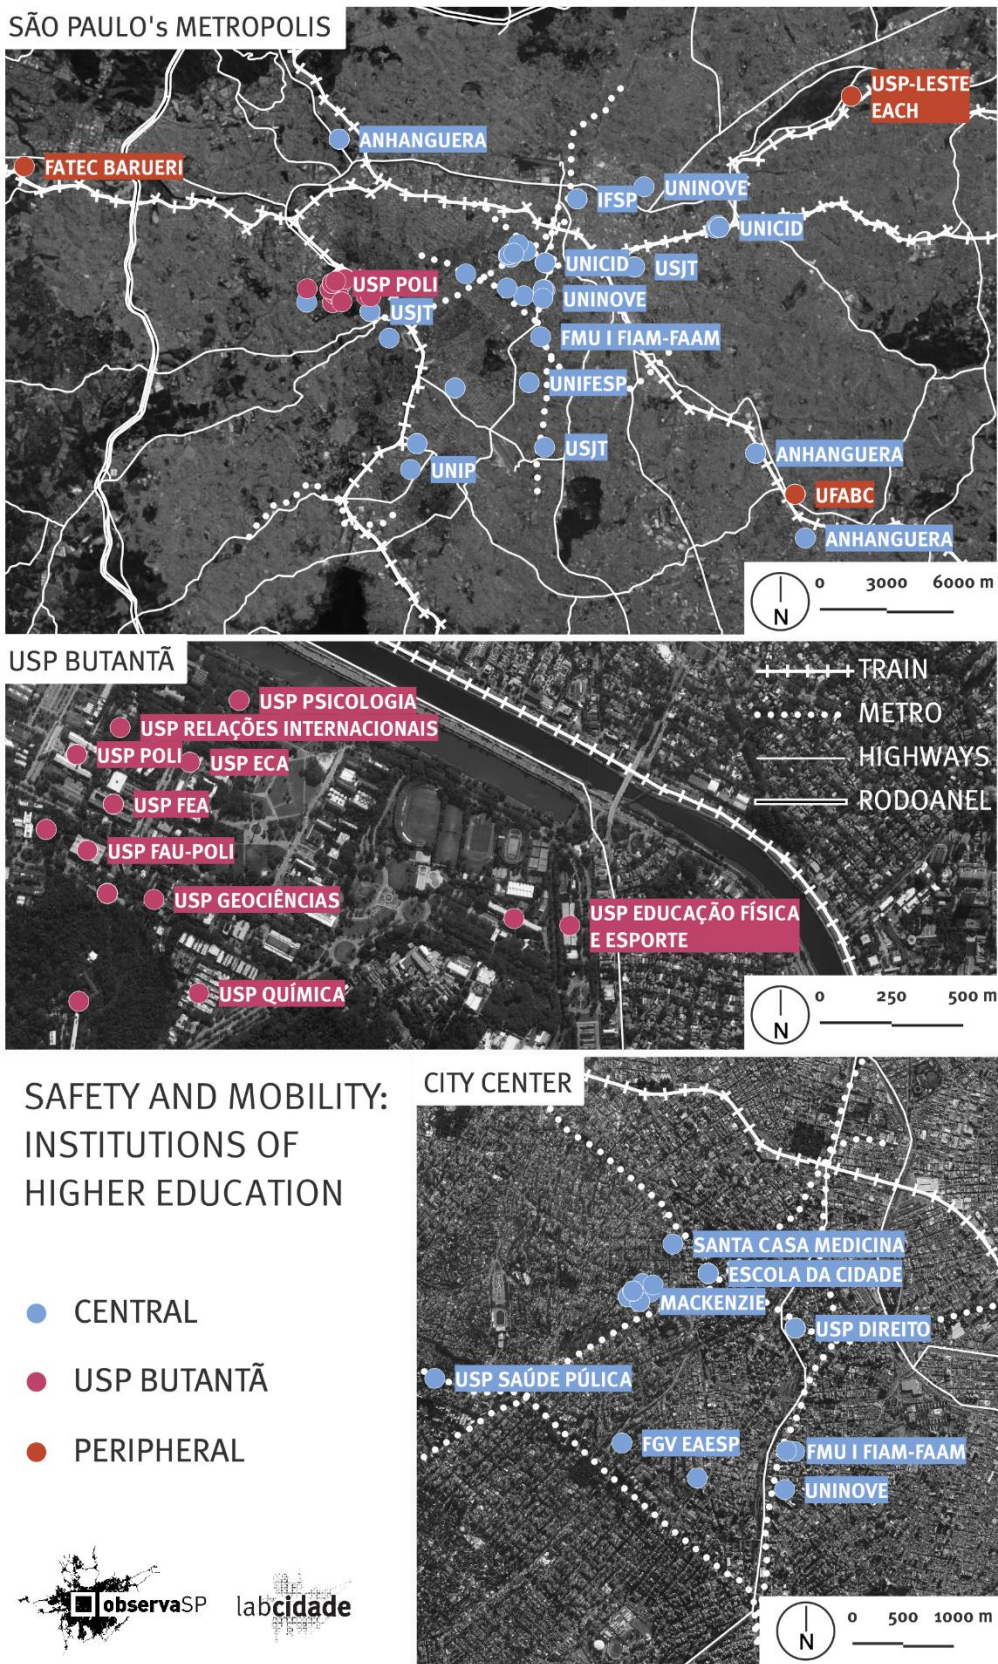 SÃO PAULO's METROPOLIS
USP-LESTE
EACH
ANHANGUERA
FATEC BARUERI
UNINOVE
IFSP
UNICID
UNICID
USJT
USP POLI
UNINOVE
USJT
FMU I FIAM-FAAM
UNIFESP
USJT
ANHANGUERA
UNIP
UFABC
ANHANGUERA
0 3000 6000 m
N
USP BUTANTÃ
TRAIN
METRO
HIGHWAYS
RODOANEL
USP PSICOLOGIA
USP RELAÇÕES INTERNACIONAIS
USP POLI
USP ECA
USP FEA
USP FAU-POLI
USP GEOCIÊNCIAS
USP EDUCAÇÃO FÍSICA
E ESPORTE
USP QUÍMICA
0 250 500 m
N
SAFETY AND MOBILITY:
INSTITUTIONS OF
HIGHER EDUCATION
CENTRAL
USP BUTANTÃ
PERIPHERAL
observaSP
labcidade
CITY CENTER
SANTA CASA MEDICINA
ESCOLA DA CIDADE
MACKENZIE
USP DIREITO
USP SAÚDE PÚLICA
FGV EAESP
FMU I FIAM-FAAM
UNINOVE
0 500 1000 m
N